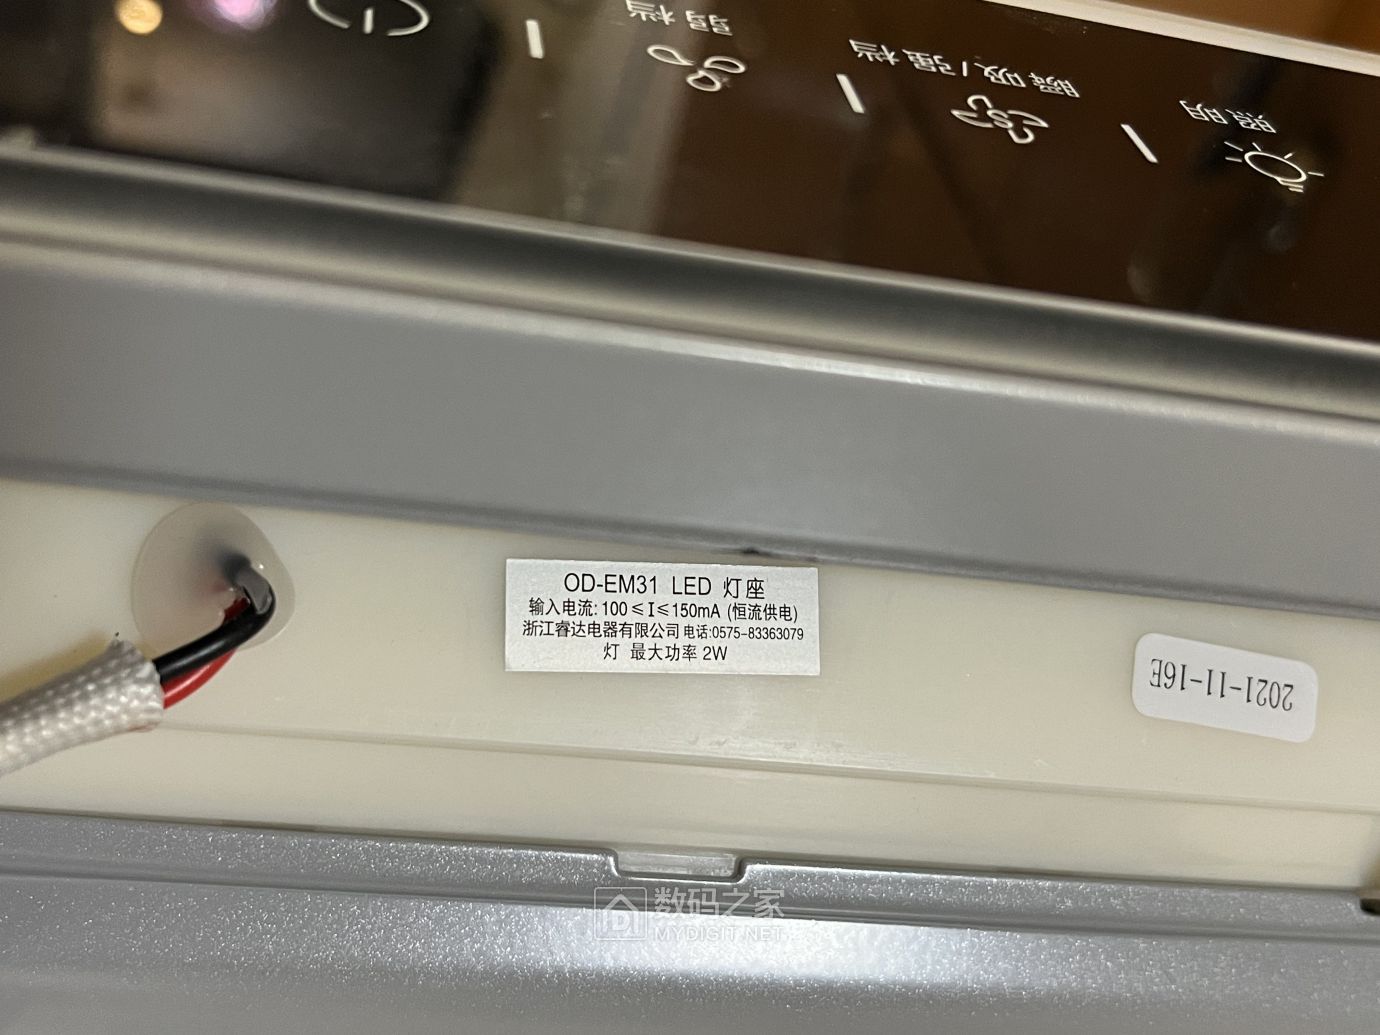 弱档
瞬吸/强档
照明
OD-EM31 LED 灯座
输入电流: 100≤I≤150mA (恒流供电)
浙江睿达电器有限公司 电话:0575-83363079
灯 最大功率 2W
2021-11-16E
数码之家
MYDIGIT.NET